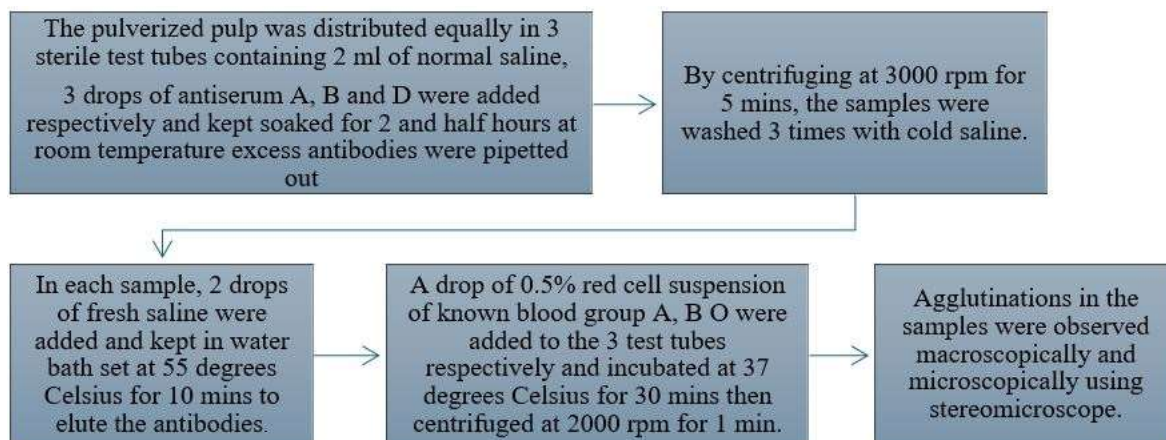 The pulverized pulp was distributed equally in 3
sterile test tubes containing 2 ml of normal saline,
3 drops of antiserum A, B and D were added
respectively and kept soaked for 2 and half hours at
room temperature excess antibodies were pipetted
out
By centrifuging at 3000 rpm for
5 mins, the samples were
washed 3 times with cold saline.
In each sample, 2 drops
of fresh saline were
added and kept in water
bath set at 55 degrees
Celsius for 10 mins to
elute the antibodies.
A drop of 0.5% red cell suspension
of known blood group A, B O were
added to the 3 test tubes
respectively and incubated at 37
degrees Celsius for 30 mins then
centrifuged at 2000 rpm for 1 min.
Agglutinations in the
samples were observed
macroscopically and
microscopically using
stereomicroscope.